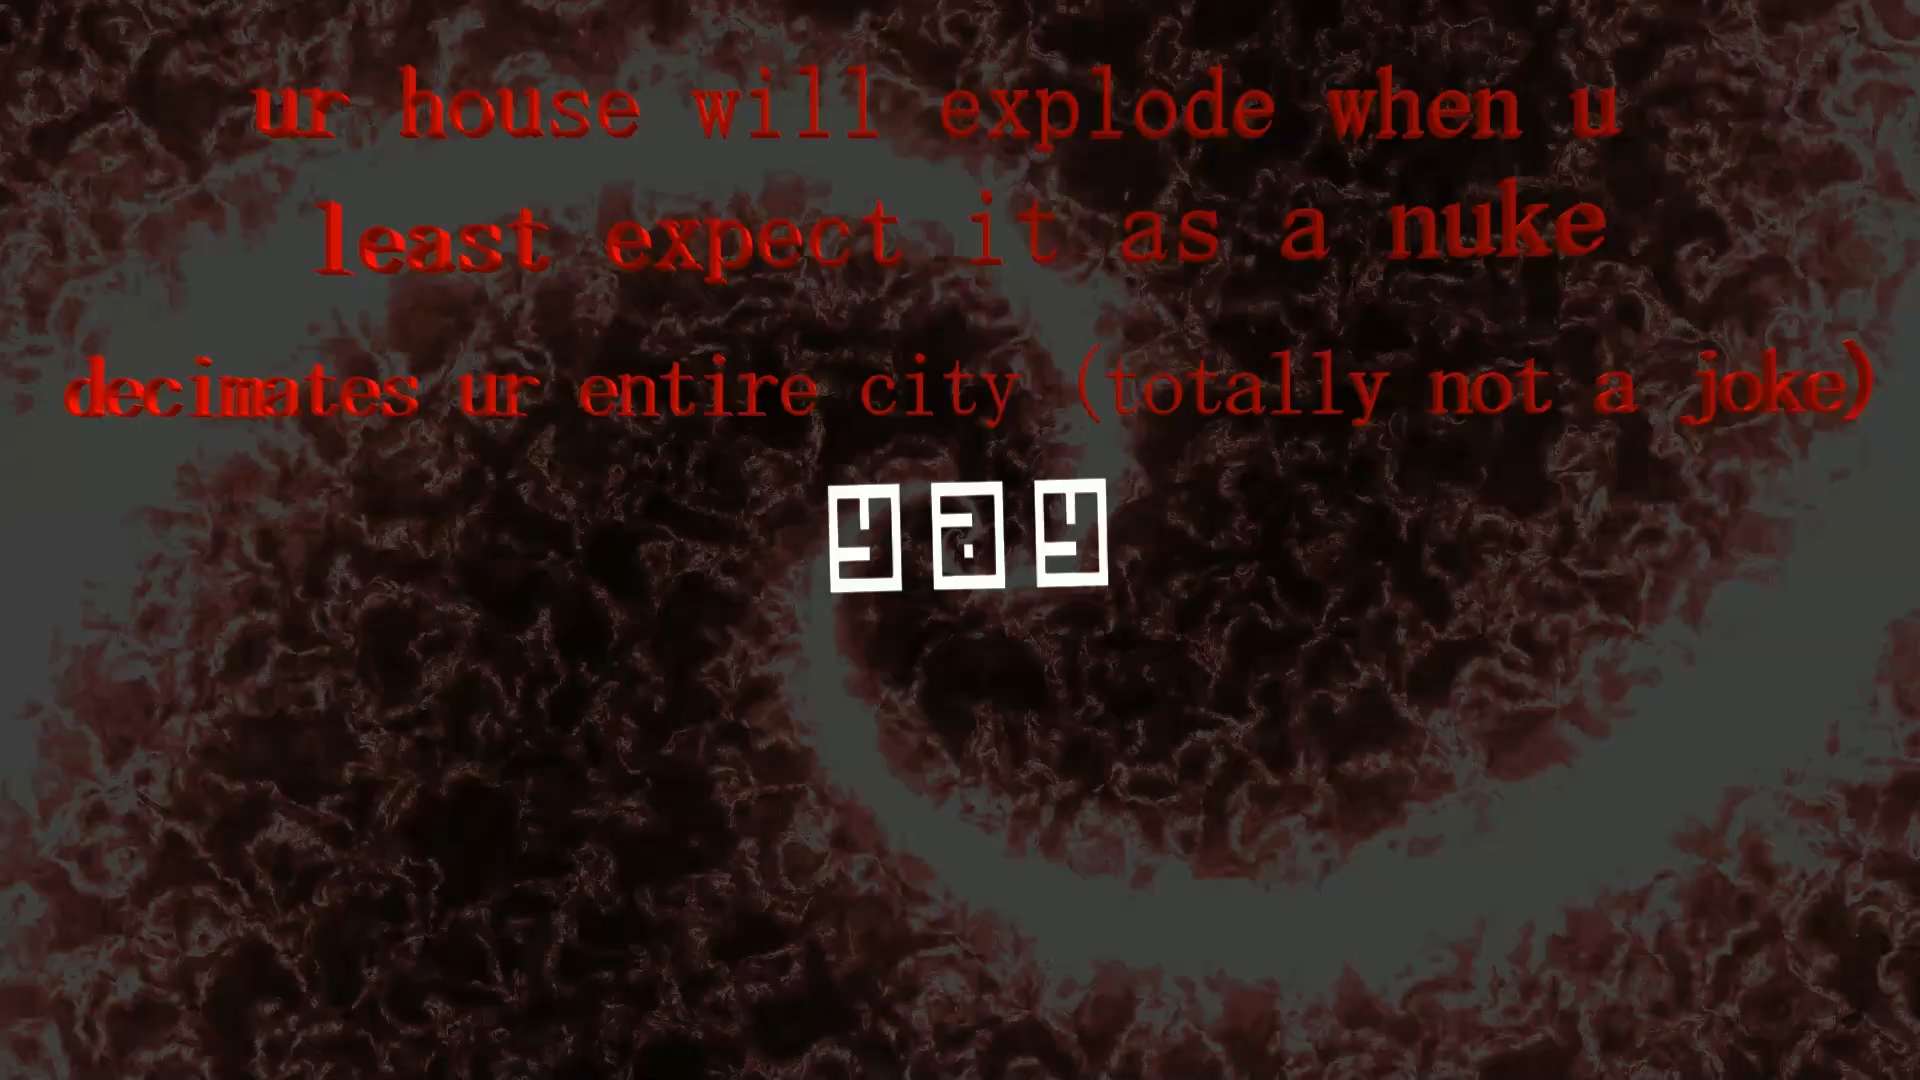 ur house will explode when u
least expect it as a nuke
decimates ur entire city (totally not a joke)
yay